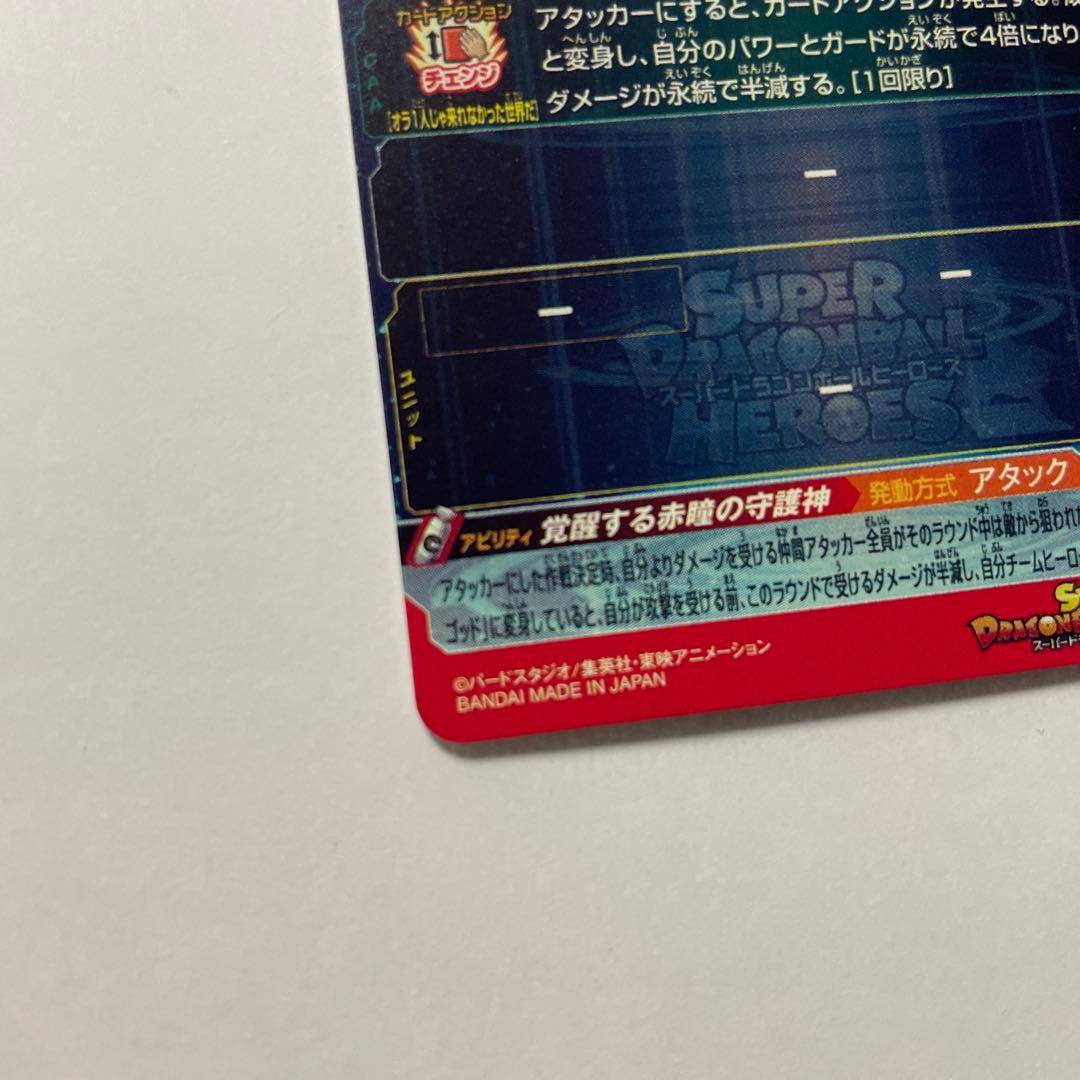 カードアクション
チェンジ
CAA
[オラ1人じゃ来れなかった世界だ]
アタッカーにすると、カードアクションが発生する。
と変身し、自分のパワーとガードが永続で4倍になり
ダメージが永続で半減する。[1回限り]
ー
ー
ー
ー
SUPER
DRAGONBALL
スーパードラゴンボールヒーローズ
HEROES
ユニット
アビリティ 覚醒する赤瞳の守護神 発動方式 アタック
アタッカーにした作戦決定時、自分よりダメージを受ける仲間アタッカー全員がそのラウンド中は敵から狙われ
ゴッド」に変身していると、自分が攻撃を受ける前、このラウンドで受けるダメージが半減し、自分チームヒーロ
©バードスタジオ/集英社・東映アニメーション
BANDAI MADE IN JAPAN